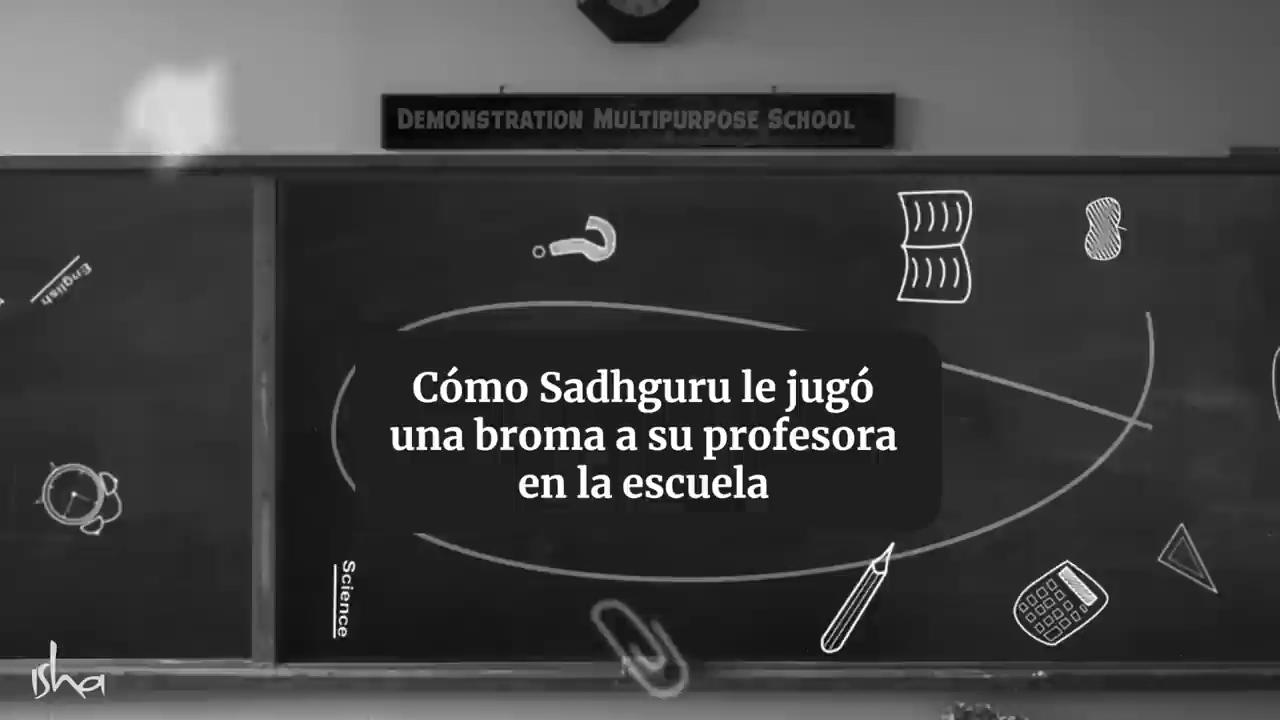 DEMONSTRATION MULTIPURPOSE SCHOOL
English
Cómo Sadhguru le jugó
una broma a su profesora
en la escuela
Science
isha